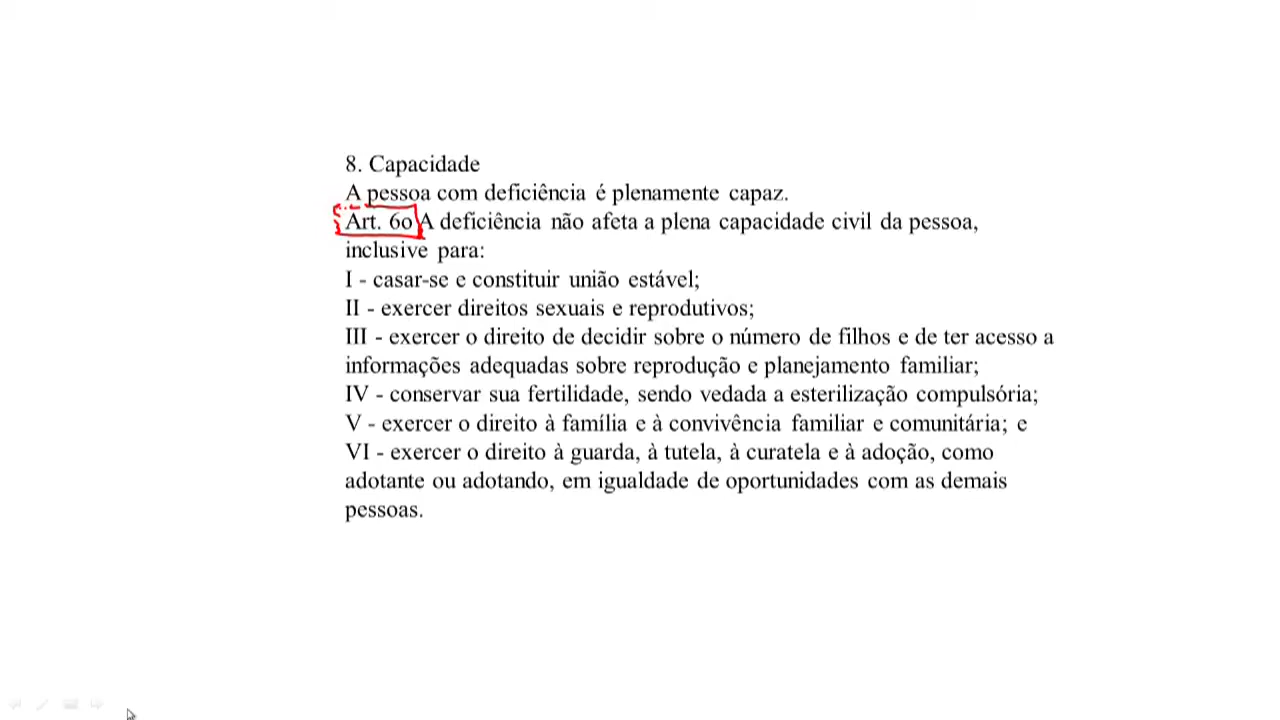 8. Capacidade
A pessoa com deficiência é plenamente capaz.
Art. 6o A deficiência não afeta a plena capacidade civil da pessoa,
inclusive para:
I - casar-se e constituir união estável;
II - exercer direitos sexuais e reprodutivos;
III - exercer o direito de decidir sobre o número de filhos e de ter acesso a
informações adequadas sobre reprodução e planejamento familiar;
IV - conservar sua fertilidade, sendo vedada a esterilização compulsória;
V - exercer o direito à família e à convivência familiar e comunitária; e
VI - exercer o direito à guarda, à tutela, à curatela e à adoção, como
adotante ou adotando, em igualdade de oportunidades com as demais
pessoas.